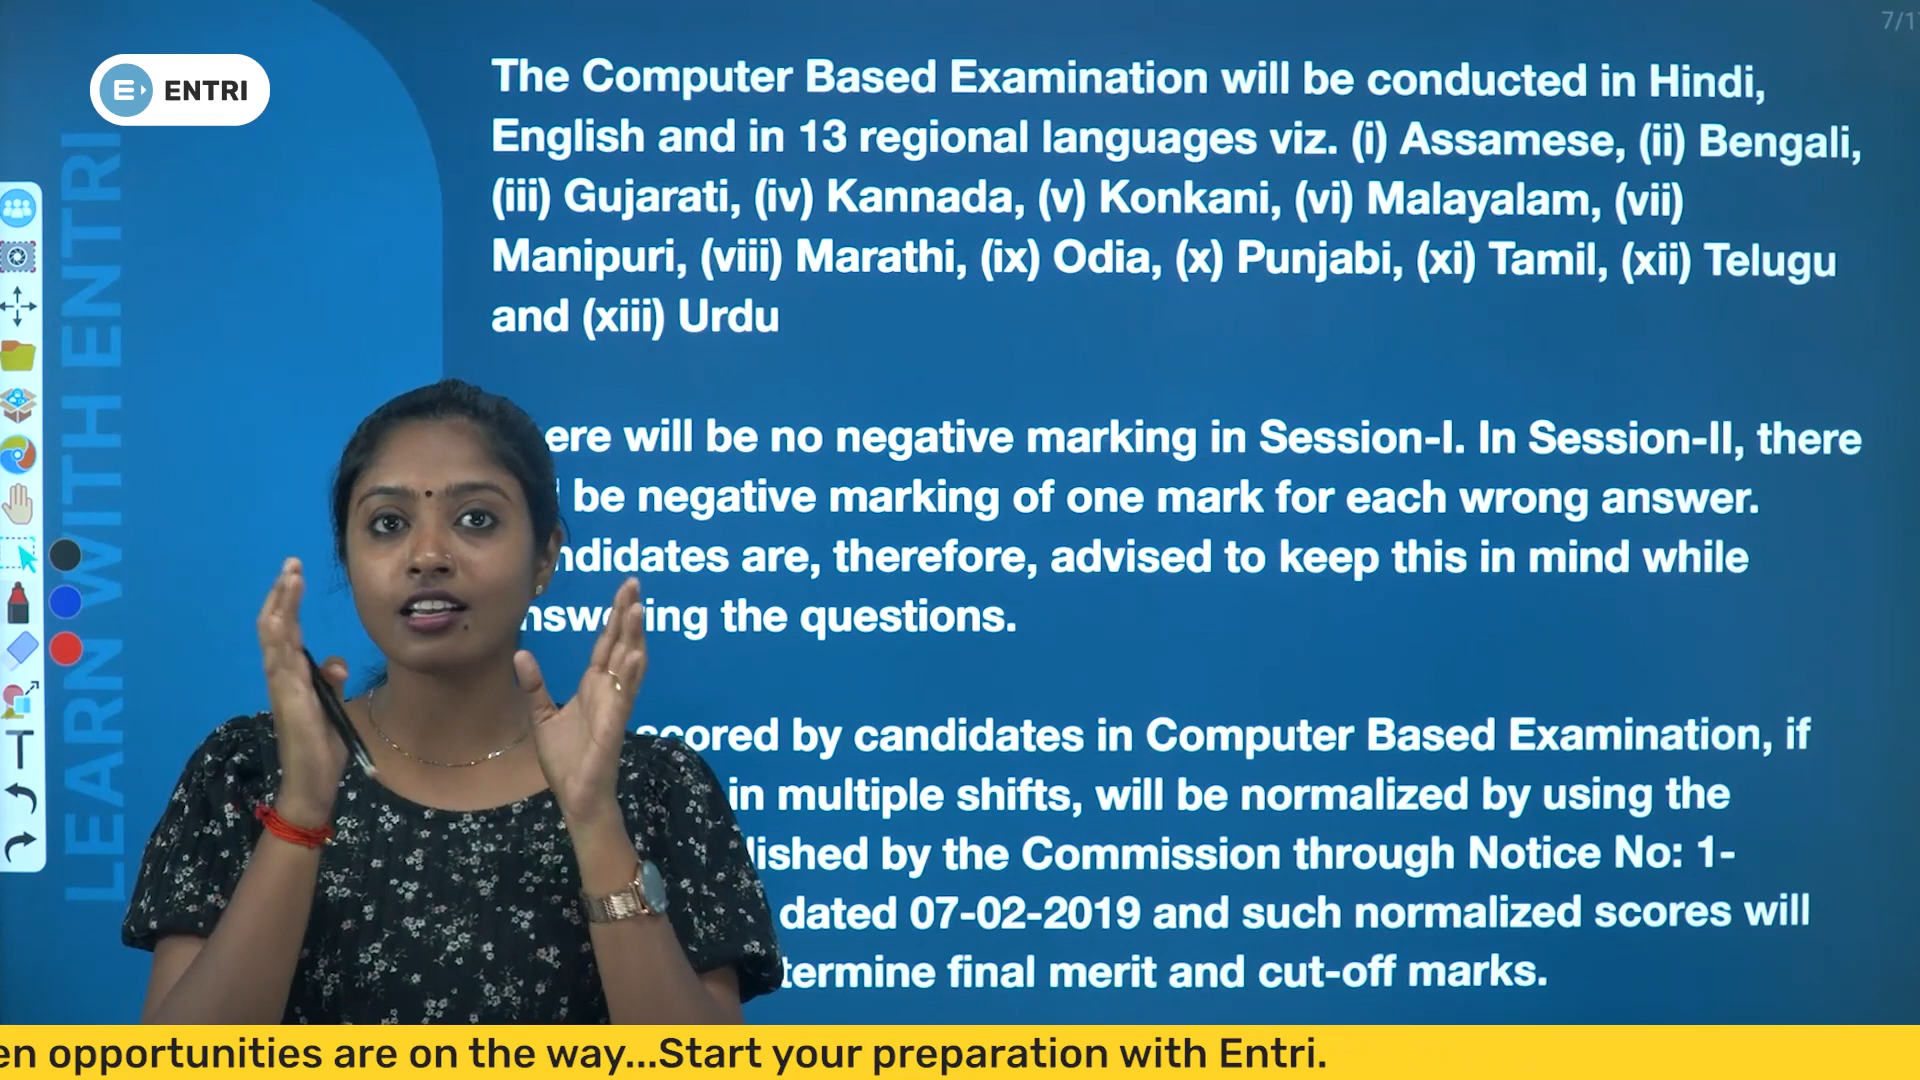 7/1
ENTRI
The Computer Based Examination will be conducted in Hindi,
English and in 13 regional languages viz. (i) Assamese, (ii) Bengali,
(iii) Gujarati, (iv) Kannada, (v) Konkani, (vi) Malayalam, (vii)
Manipuri, (viii) Marathi, (ix) Odia, (x) Punjabi, (xi) Tamil, (xii) Telugu
and (xiii) Urdu
LEARN WITH ENTRI
ere will be no negative marking in Session-I. In Session-II, there
be negative marking of one mark for each wrong answer.
ndidates are, therefore, advised to keep this in mind while
the questions.
scored by candidates in Computer Based Examination, if
in multiple shifts, will be normalized by using the
lished by the Commission through Notice No: 1-
dated 07-02-2019 and such normalized scores will
termine final merit and cut-off marks.
en opportunities are on the way...Start your preparation with Entri.